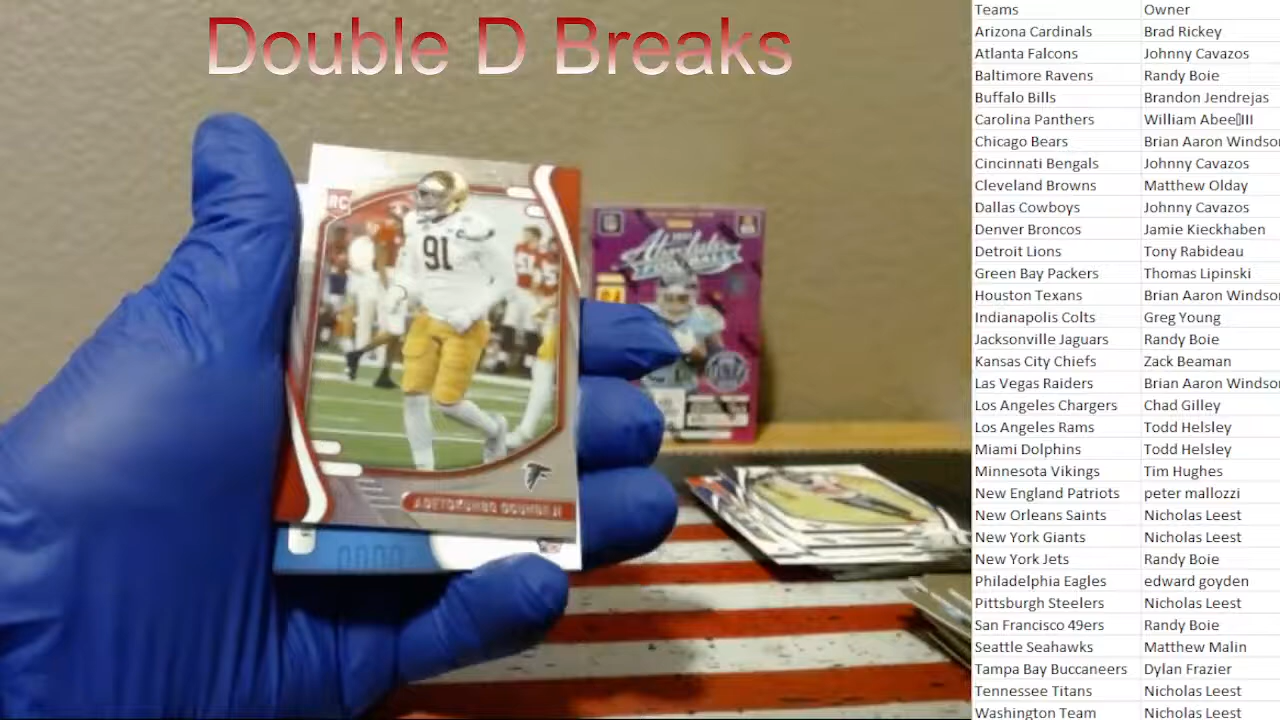 Double D Breaks
RC
91
ADETOKUNBO OGUNDEJI
Absolute
FOOTBALL
Teams Owner
Arizona Cardinals Brad Rickey
Atlanta Falcons Johnny Cavazos
Baltimore Ravens Randy Boie
Buffalo Bills Brandon Jendrejas
Carolina Panthers William Abee▯III
Chicago Bears Brian Aaron Windsor
Cincinnati Bengals Johnny Cavazos
Cleveland Browns Matthew Olday
Dallas Cowboys Johnny Cavazos
Denver Broncos Jamie Kieckhaben
Detroit Lions Tony Rabideau
Green Bay Packers Thomas Lipinski
Houston Texans Brian Aaron Windsor
Indianapolis Colts Greg Young
Jacksonville Jaguars Randy Boie
Kansas City Chiefs Zack Beaman
Las Vegas Raiders Brian Aaron Windsor
Los Angeles Chargers Chad Gilley
Los Angeles Rams Todd Helsley
Miami Dolphins Todd Helsley
Minnesota Vikings Tim Hughes
New England Patriots peter mallozzi
New Orleans Saints Nicholas Leest
New York Giants Nicholas Leest
New York Jets Randy Boie
Philadelphia Eagles edward goyden
Pittsburgh Steelers Nicholas Leest
San Francisco 49ers Randy Boie
Seattle Seahawks Matthew Malin
Tampa Bay Buccaneers Dylan Frazier
Tennessee Titans Nicholas Leest
Washington Team Nicholas Leest